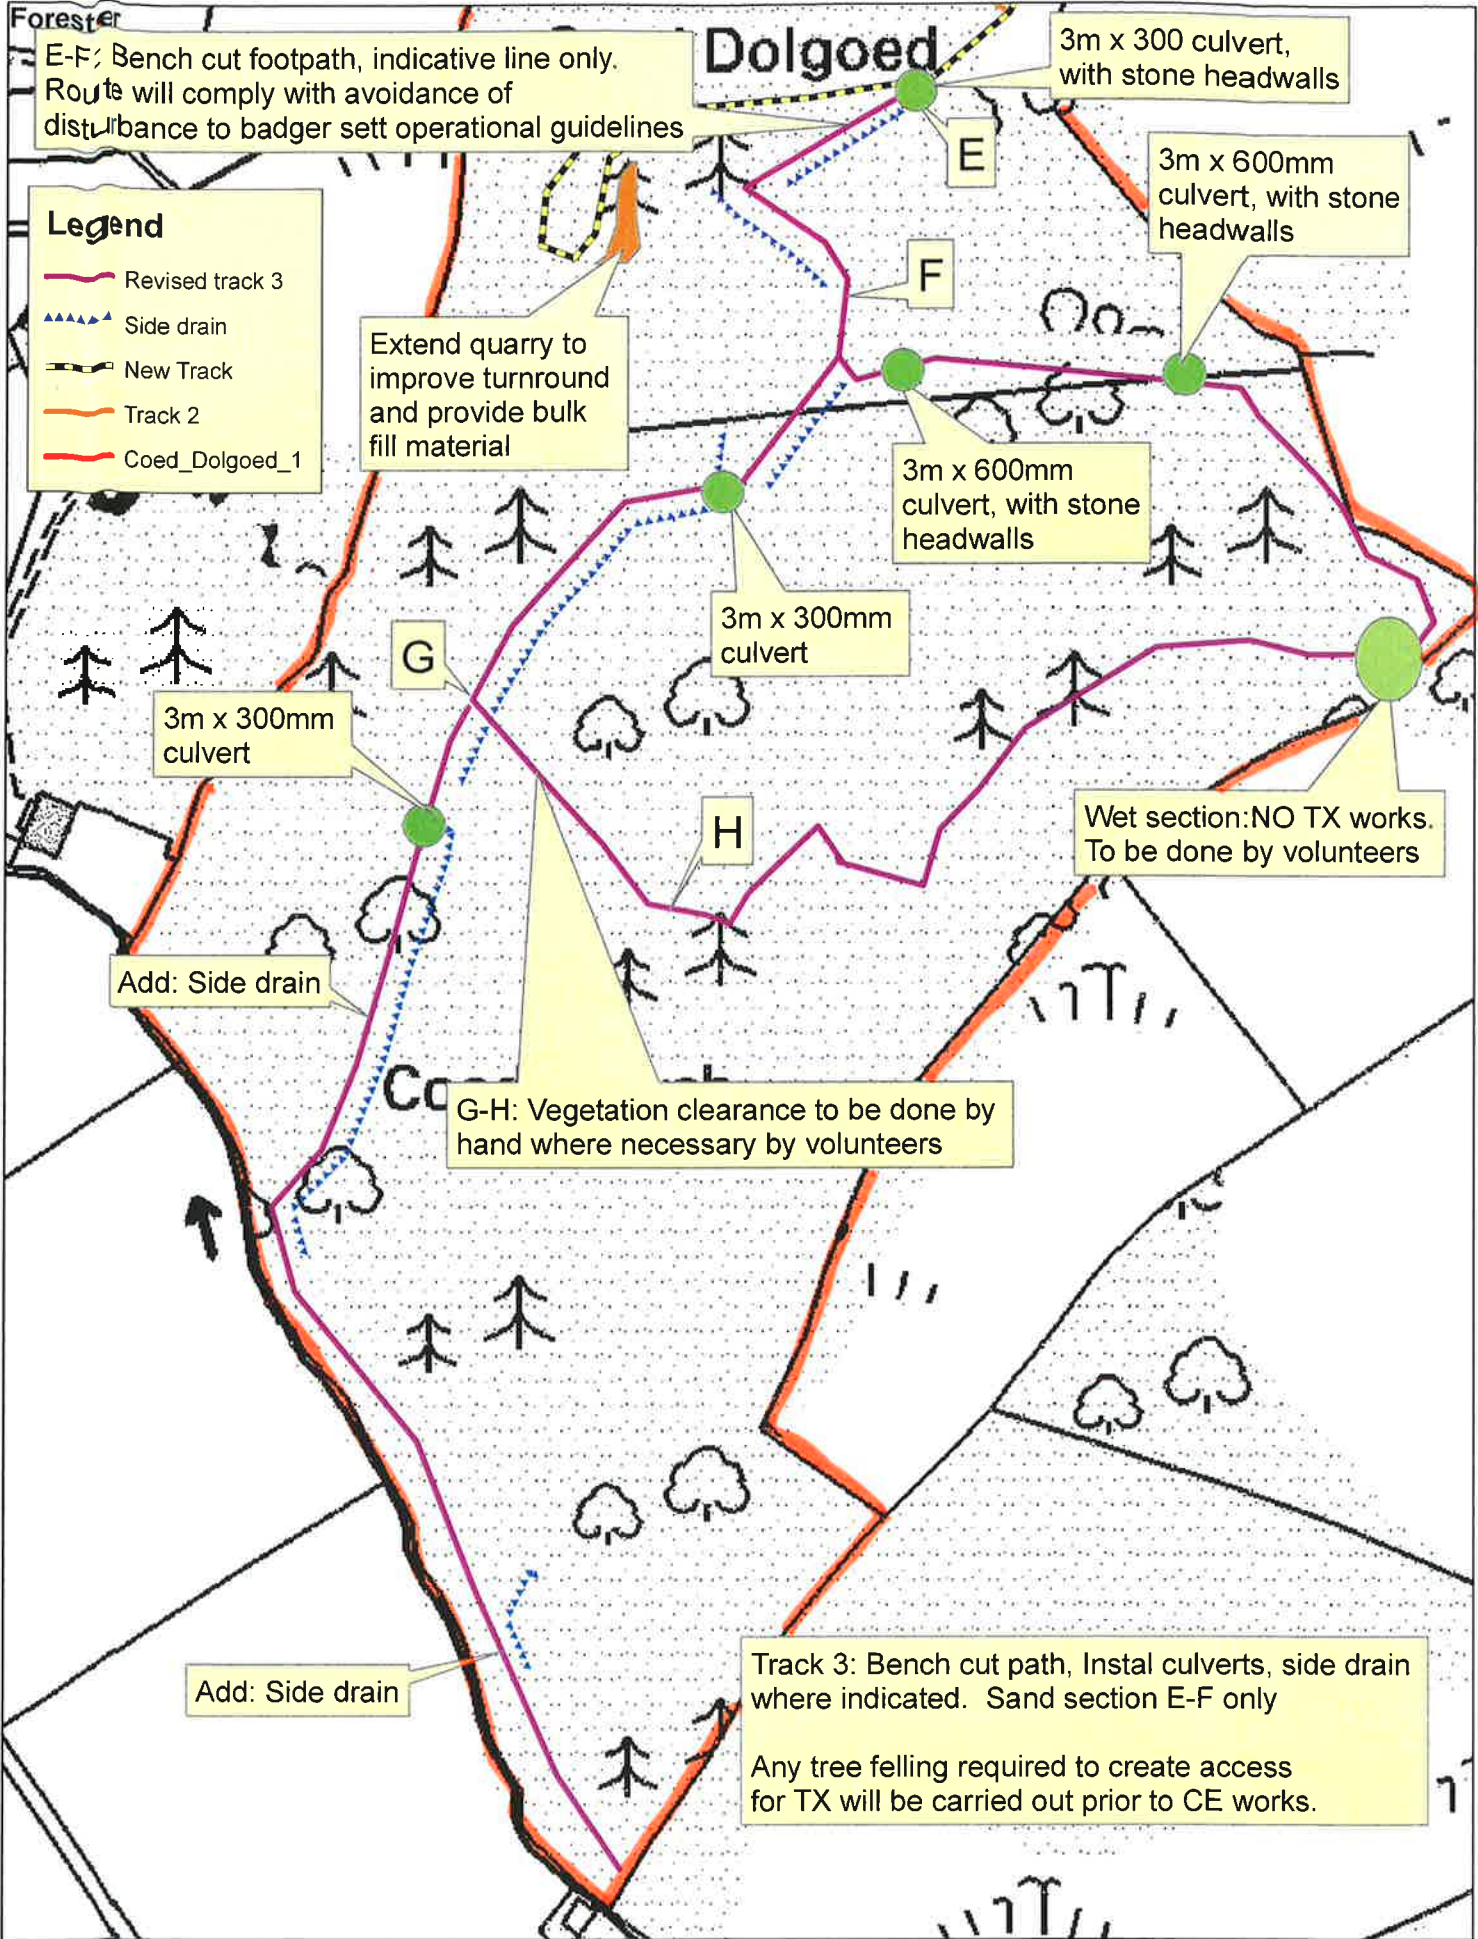 Forester
E-F: Bench cut footpath, indicative line only.
Route will comply with avoidance of
disturbance to badger sett operational guidelines
Dolgoed
3m x 300 culvert,
with stone headwalls
E
3m x 600mm
culvert, with stone
headwalls
Legend
Revised track 3
Side drain
New Track
Track 2
Coed_Dolgoed_1
F
Extend quarry to
improve turnround
and provide bulk
fill material
3m x 600mm
culvert, with stone
headwalls
3m x 300mm
culvert
G
3m x 300mm
culvert
H
Wet section:NO TX works.
To be done by volunteers
Add: Side drain
G-H: Vegetation clearance to be done by
hand where necessary by volunteers
Add: Side drain
Track 3: Bench cut path, Instal culverts, side drain
where indicated. Sand section E-F only
Any tree felling required to create access
for TX will be carried out prior to CE works.